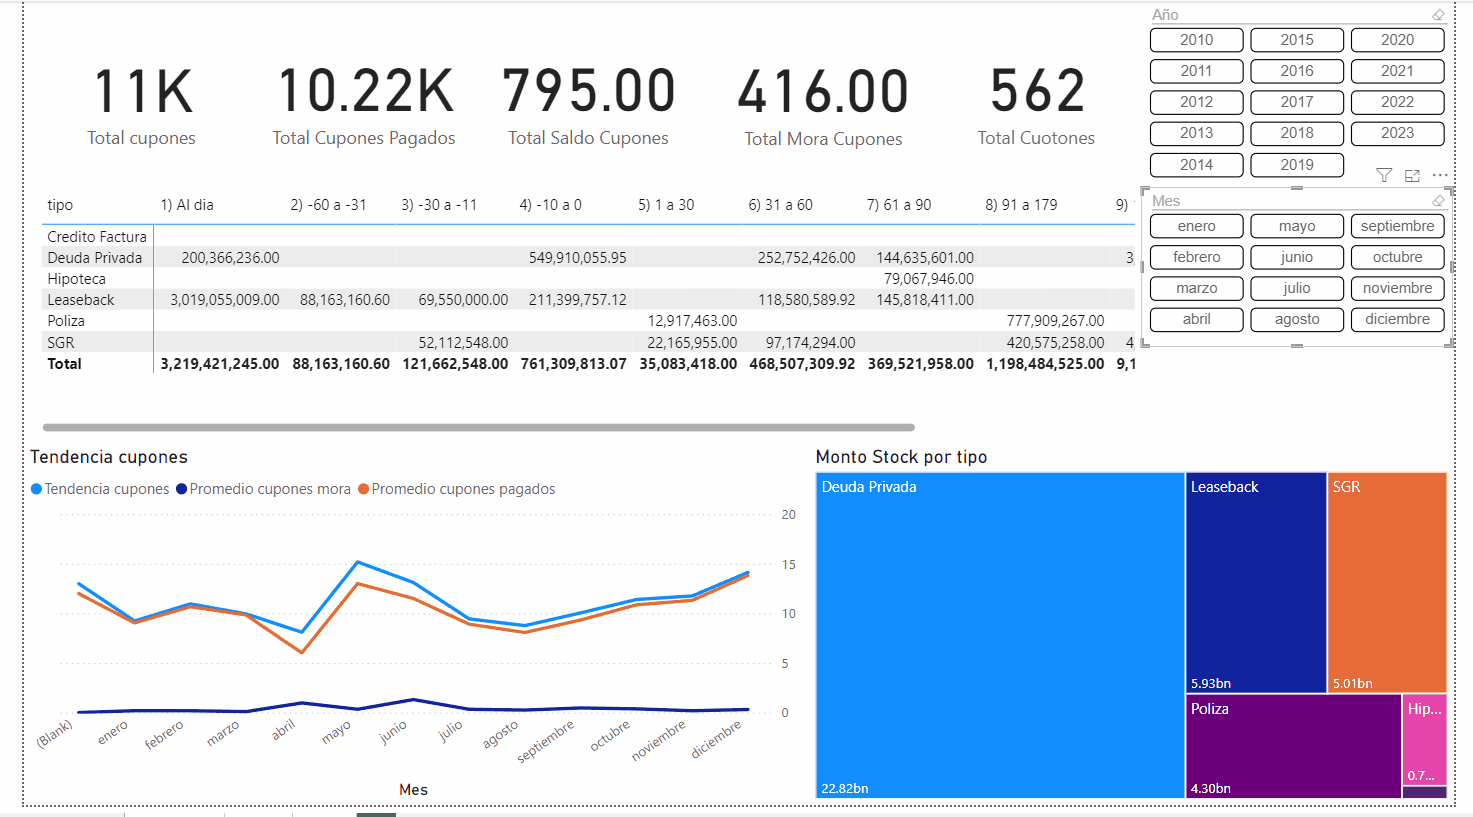 11K 10.22K 795.00 416.00 562
Total cupones Total Cupones Pagados Total Saldo Cupones Total Mora Cupones Total Cuotones
Año
2010 2015 2020
2011 2016 2021
2012 2017 2022
2013 2018 2023
2014 2019
Mes
enero mayo septiembre
febrero junio octubre
marzo julio noviembre
abril agosto diciembre
tipo 1) Al dia 2) -60 a -31 3) -30 a -11 4) -10 a 0 5) 1 a 30 6) 31 a 60 7) 61 a 90 8) 91 a 179 9)
Credito Factura
Deuda Privada 200,366,236.00 549,910,055.95 252,752,426.00 144,635,601.00 3
Hipoteca 79,067,946.00
Leaseback 3,019,055,009.00 88,163,160.60 69,550,000.00 211,399,757.12 118,580,589.92 145,818,411.00
Poliza 12,917,463.00 777,909,267.00
SGR 52,112,548.00 22,165,955.00 97,174,294.00 420,575,258.00 4
Total 3,219,421,245.00 88,163,160.60 121,662,548.00 761,309,813.07 35,083,418.00 468,507,309.92 369,521,958.00 1,198,484,525.00 9,1
Tendencia cupones
Tendencia cupones Promedio cupones mora Promedio cupones pagados
20
15
10
5
0
(Blank) enero febrero marzo abril mayo junio julio agosto septiembre octubre noviembre diciembre
Mes
Monto Stock por tipo
Deuda Privada
22.82bn
Leaseback
5.93bn
SGR
5.01bn
Poliza
4.30bn
Hip...
0.7...